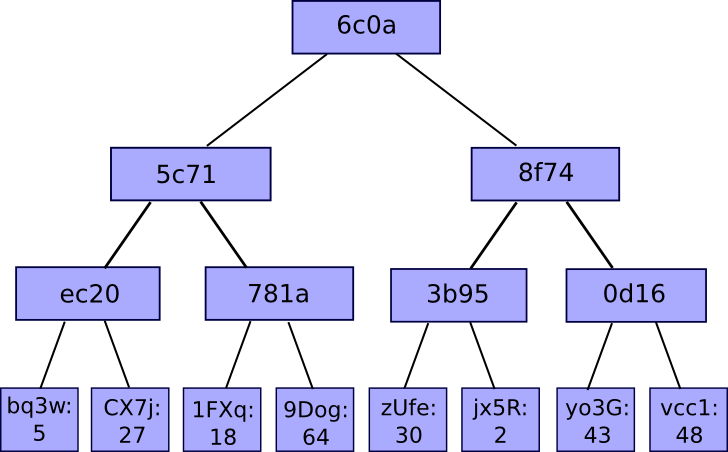 6c0a
5c71
8f74
ec20
781a
3b95
0d16
bq3w:
5
CX7j:
27
1FXq:
18
9Dog:
64
zUfe:
30
jx5R:
2
yo3G:
43
vcc1:
48